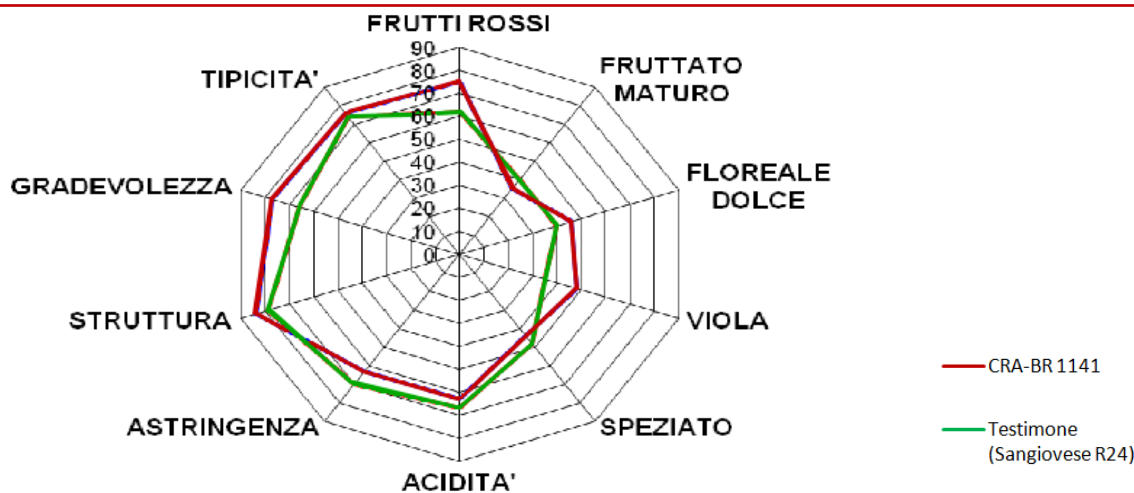 FRUTTI ROSSI
FRUTTATO
MATURO
FLOREALE
DOLCE
VIOLA
SPEZIATO
ACIDITA'
ASTRINGENZA
STRUTTURA
GRADEVOLEZZA
TIPICITA'
90
80
70
60
50
40
30
20
10
0
CRA-BR 1141
Testimone
(Sangiovese R24)